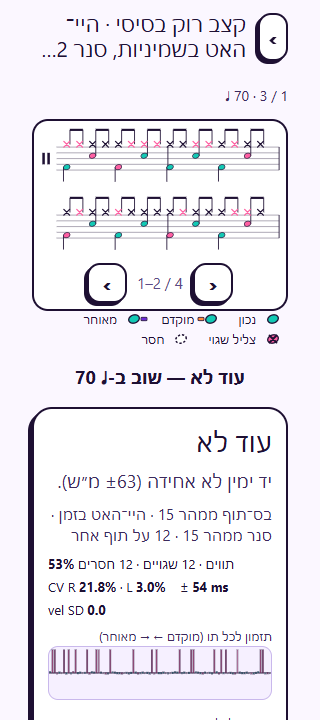 קצב רוק בסיסי · היי־
האט בשמיניות, סנר 2...
1 / 3 · 70 ♩
1–2 / 4
נכון
מוקדם
מאוחר
צליל שגוי
חסר
עוד לא — שוב ב-♩ 70
עוד לא
יד ימין לא אחידה (±63 מ״ש).
בס־תוף ממהר 15 · היי־האט בזמן ·
סנר ממהר 15 · 12 על תוף אחר
תווים · 12 שגויים · 12 חסרים 53%
CV R 21.8% · L 3.0% ± 54 ms
vel SD 0.0
תזמון לכל תו (מוקדם ← → מאוחר)